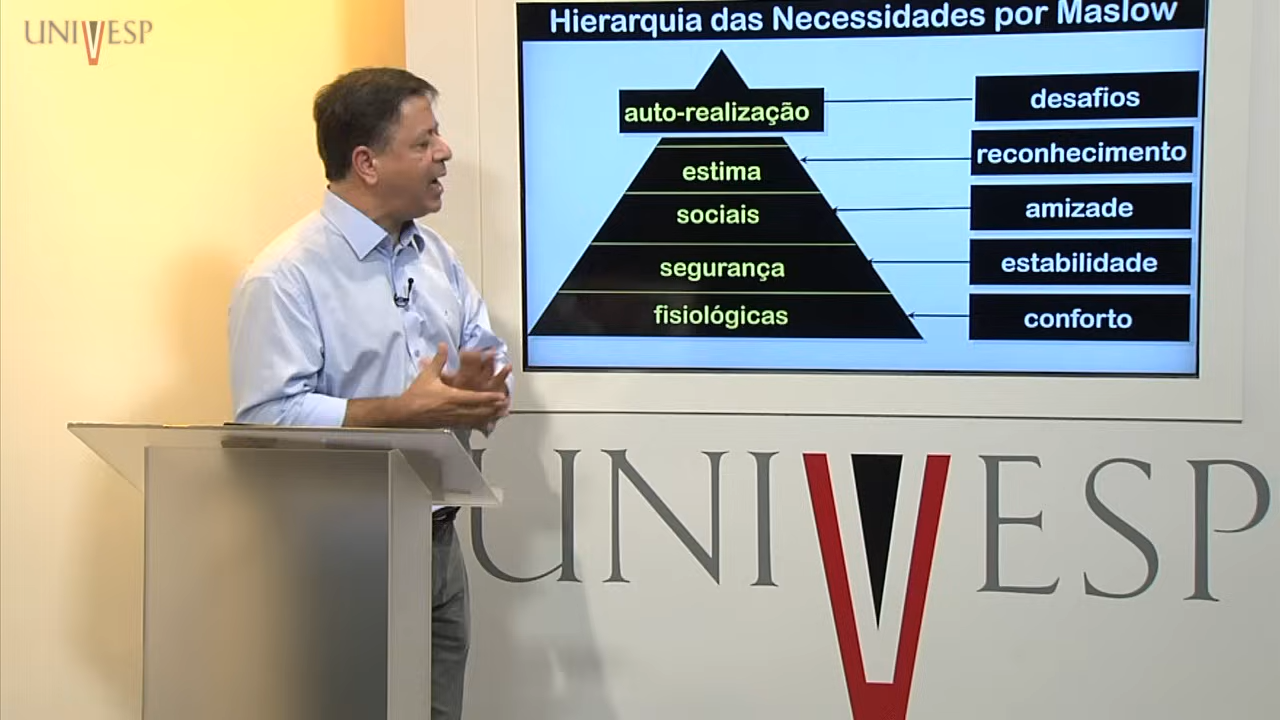 UNIVESP
Hierarquia das Necessidades por Maslow
auto-realização
desafios
estima
reconhecimento
sociais
amizade
segurança
estabilidade
fisiológicas
conforto
UNIVESP